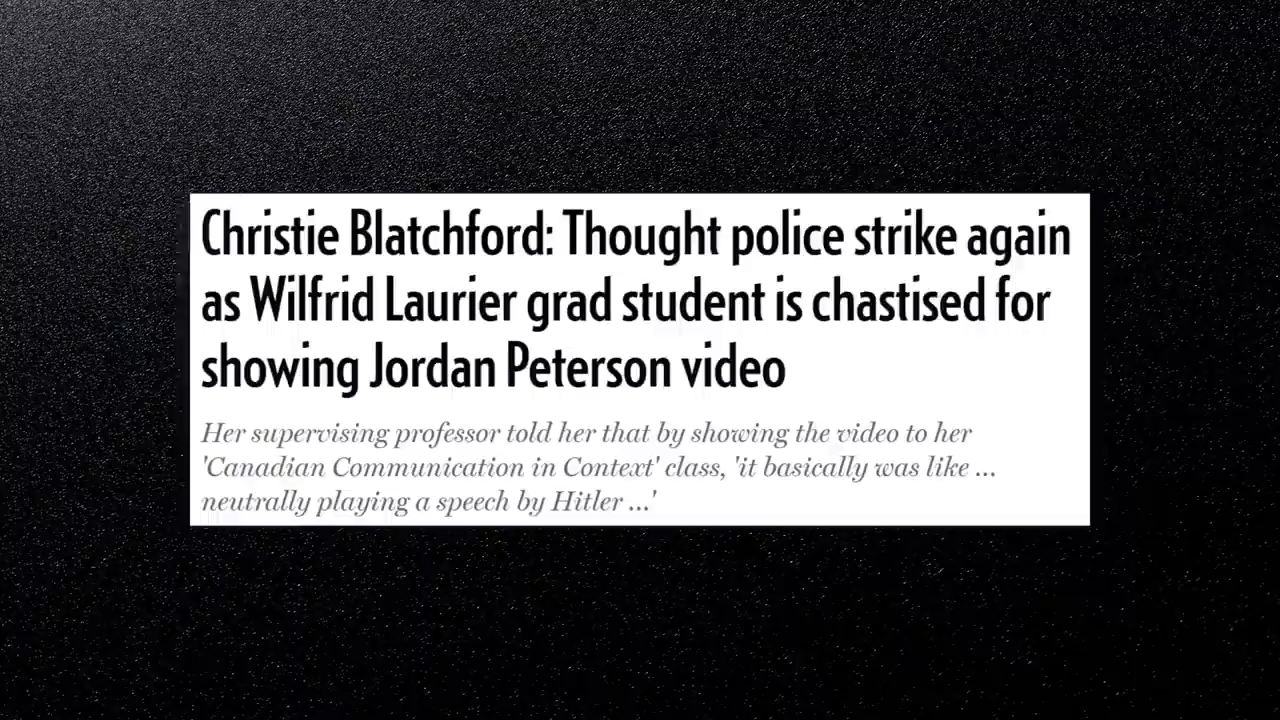 Christie Blatchford: Thought police strike again
as Wilfrid Laurier grad student is chastised for
showing Jordan Peterson video
Her supervising professor told her that by showing the video to her
'Canadian Communication in Context' class, 'it basically was like ...
neutrally playing a speech by Hitler ...'